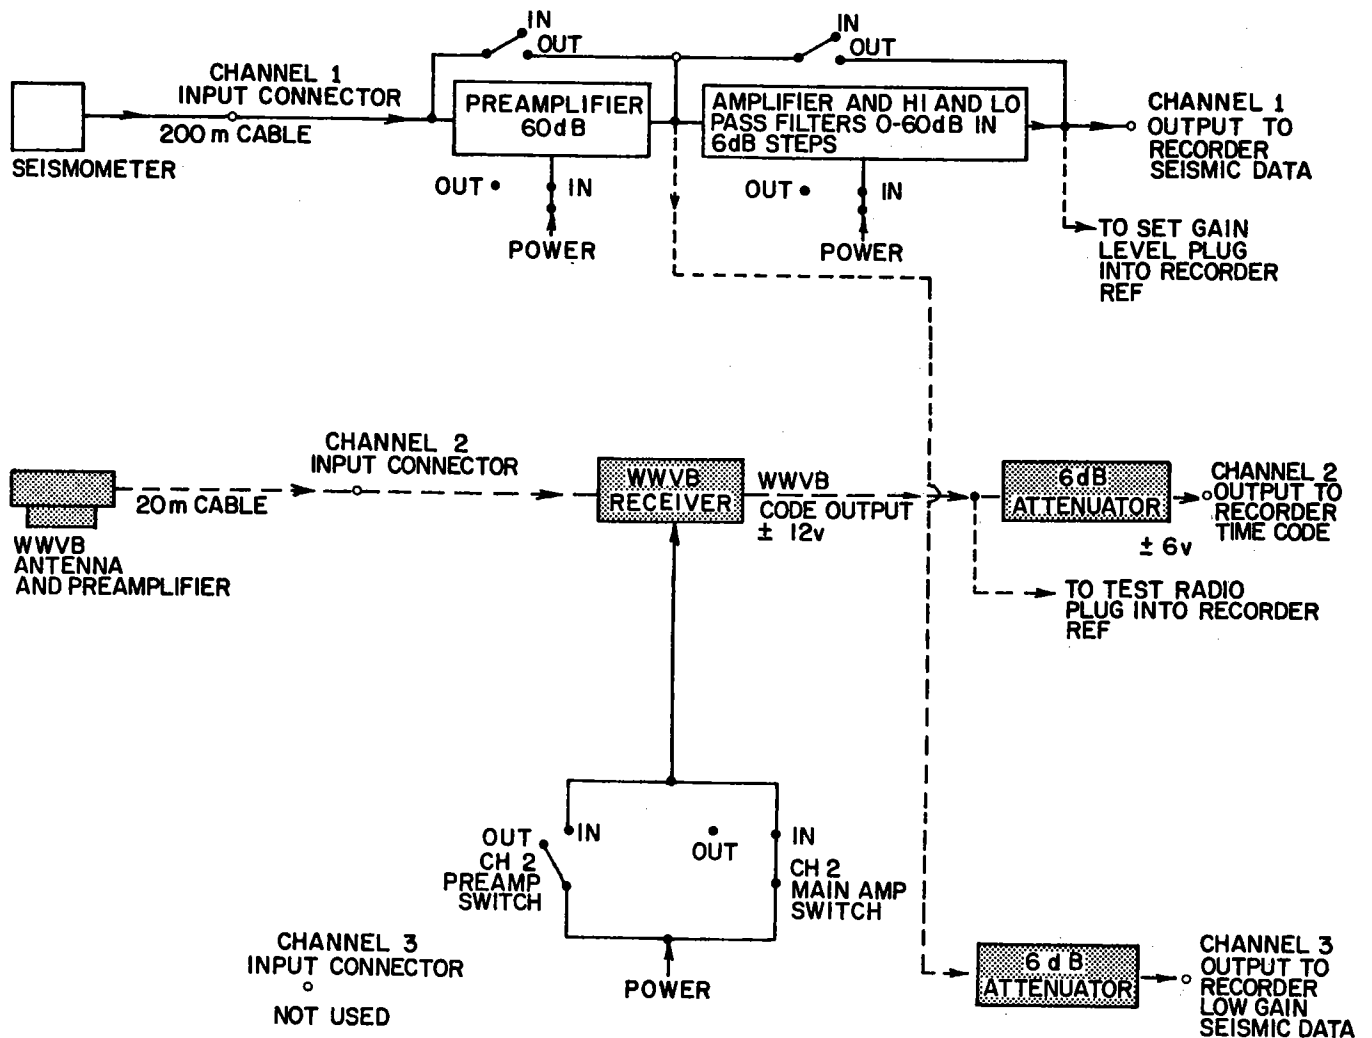 IN
OUT
IN
OUT
CHANNEL 1
INPUT CONNECTOR
200 m CABLE
SEISMOMETER
PREAMPLIFIER
60dB
AMPLIFIER AND HI AND LO
PASS FILTERS 0-60dB IN
6dB STEPS
CHANNEL 1
OUTPUT TO
RECORDER
SEISMIC DATA
OUT
IN
POWER
OUT
IN
POWER
TO SET GAIN
LEVEL PLUG
INTO RECORDER
REF
CHANNEL 2
INPUT CONNECTOR
20 m CABLE
WWVB
ANTENNA
AND PREAMPLIFIER
WWVB
RECEIVER
WWVB
CODE OUTPUT
± 12v
6dB
ATTENUATOR
± 6v
CHANNEL 2
OUTPUT TO
RECORDER
TIME CODE
TO TEST RADIO
PLUG INTO RECORDER
REF
OUT
IN
CH 2
PREAMP
SWITCH
OUT
IN
CH 2
MAIN AMP
SWITCH
POWER
CHANNEL 3
INPUT CONNECTOR
NOT USED
6 dB
ATTENUATOR
CHANNEL 3
OUTPUT TO
RECORDER
LOW GAIN
SEISMIC DATA